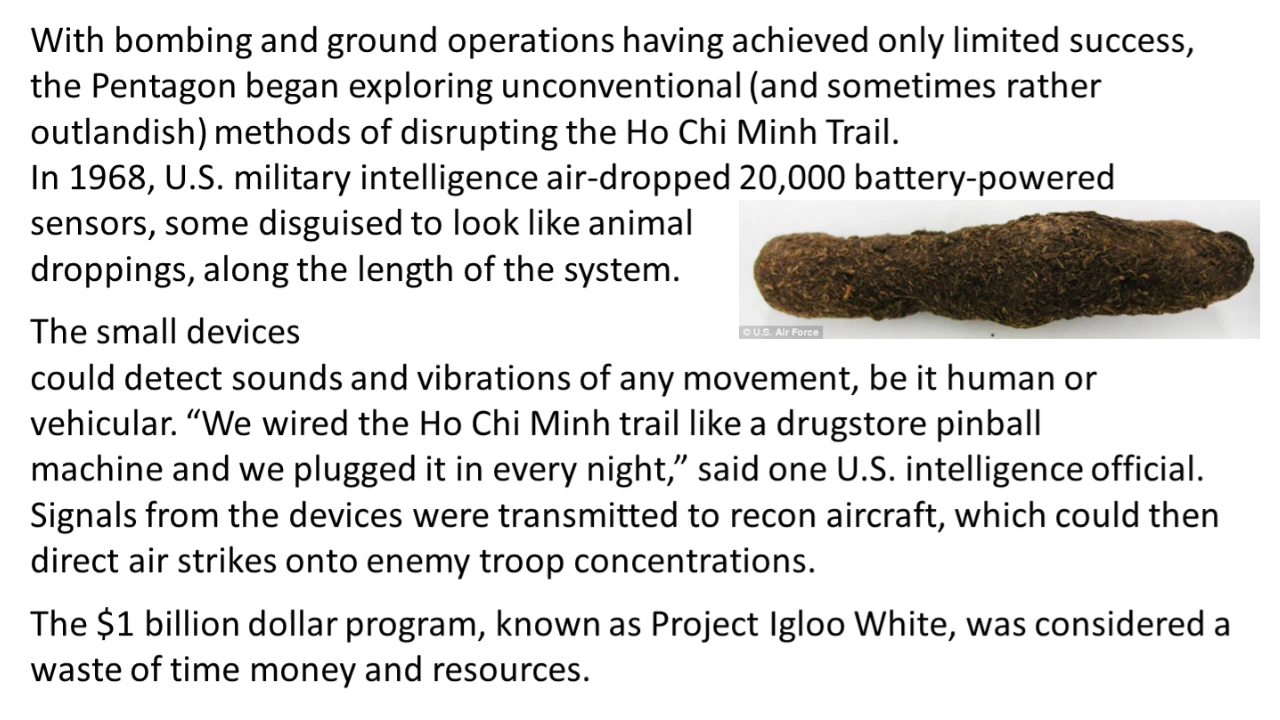 With bombing and ground operations having achieved only limited success,
the Pentagon began exploring unconventional (and sometimes rather
outlandish) methods of disrupting the Ho Chi Minh Trail.
In 1968, U.S. military intelligence air-dropped 20,000 battery-powered
sensors, some disguised to look like animal
droppings, along the length of the system.
© U.S. Air Force
The small devices
could detect sounds and vibrations of any movement, be it human or
vehicular. “We wired the Ho Chi Minh trail like a drugstore pinball
machine and we plugged it in every night,” said one U.S. intelligence official.
Signals from the devices were transmitted to recon aircraft, which could then
direct air strikes onto enemy troop concentrations.
The $1 billion dollar program, known as Project Igloo White, was considered a
waste of time money and resources.